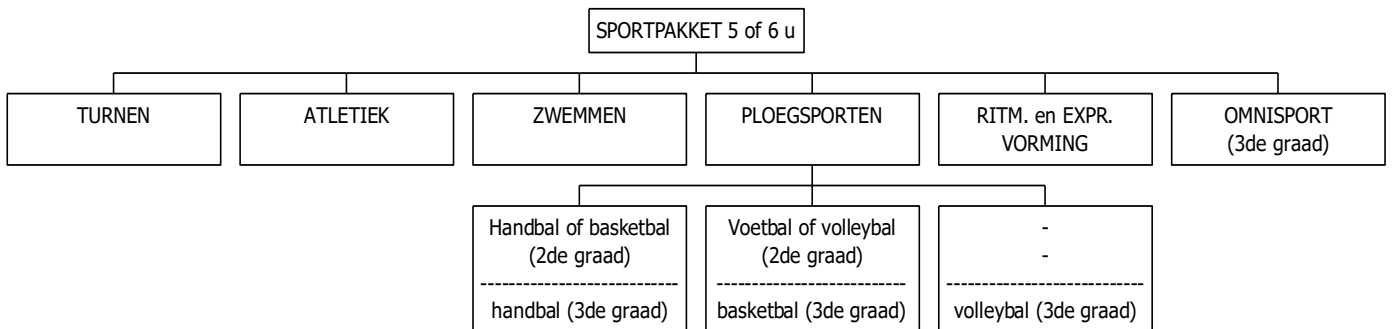 SPORTPAKKET 5 of 6 u
TURNEN
ATLETIEK
ZWEMMEN
PLOEGSPORTEN
RITM. en EXPR.
VORMING
OMNISPORT
(3de graad)
Handbal of basketbal
(2de graad)
----------------------------
handbal (3de graad)
Voetbal of volleybal
(2de graad)
--------------------------
basketbal (3de graad)
-
-
---------------------------
volleybal (3de graad)